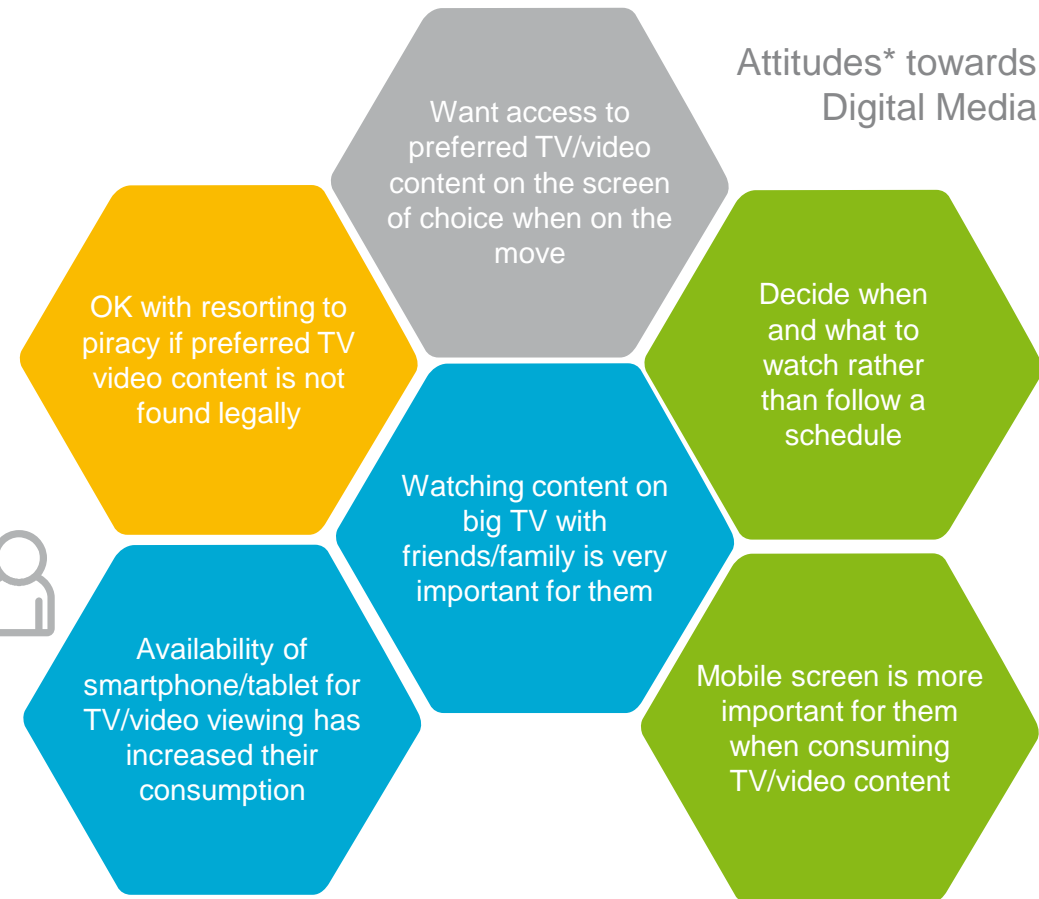 Attitudes* towards
Digital Media
Want access to
preferred TV/video
content on the screen
of choice when on the
move
OK with resorting to
piracy if preferred TV
video content is not
found legally
Decide when
and what to
watch rather
than follow a
schedule
Watching content on
big TV with
friends/family is very
important for them
Availability of
smartphone/tablet for
TV/video viewing has
increased their
consumption
Mobile screen is more
important for them
when consuming
TV/video content